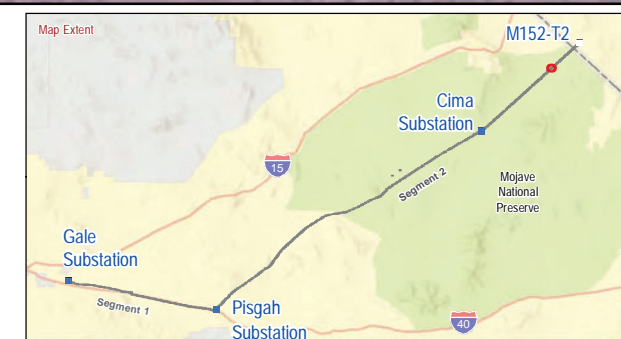 Map Extent
M152-T2
Cima
Substation
15
Segment 2
Mojave
National
Preserve
Gale
Substation
Segment 1
Pisgah
Substation
40